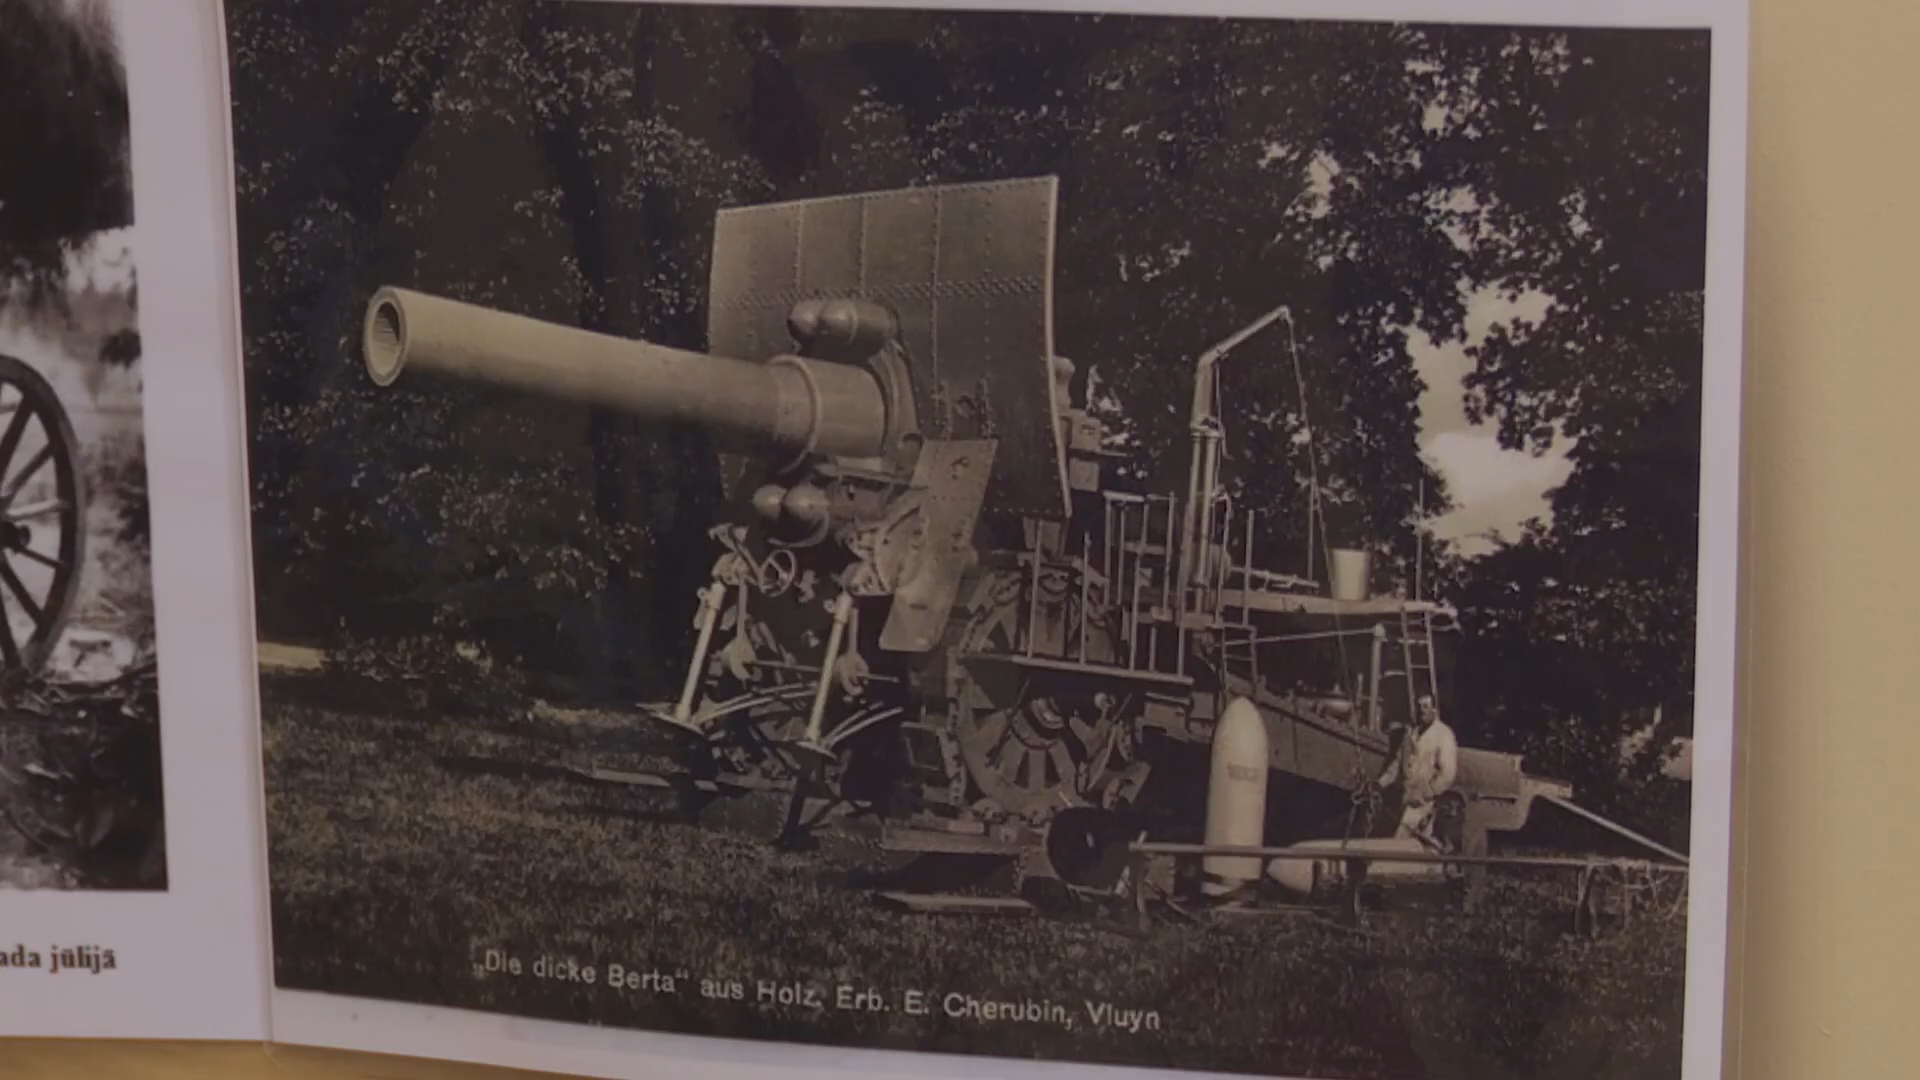 ada jūlijā
„Die dicke Berta“ aus Holz. Erb. E. Cherubin, Vluyn